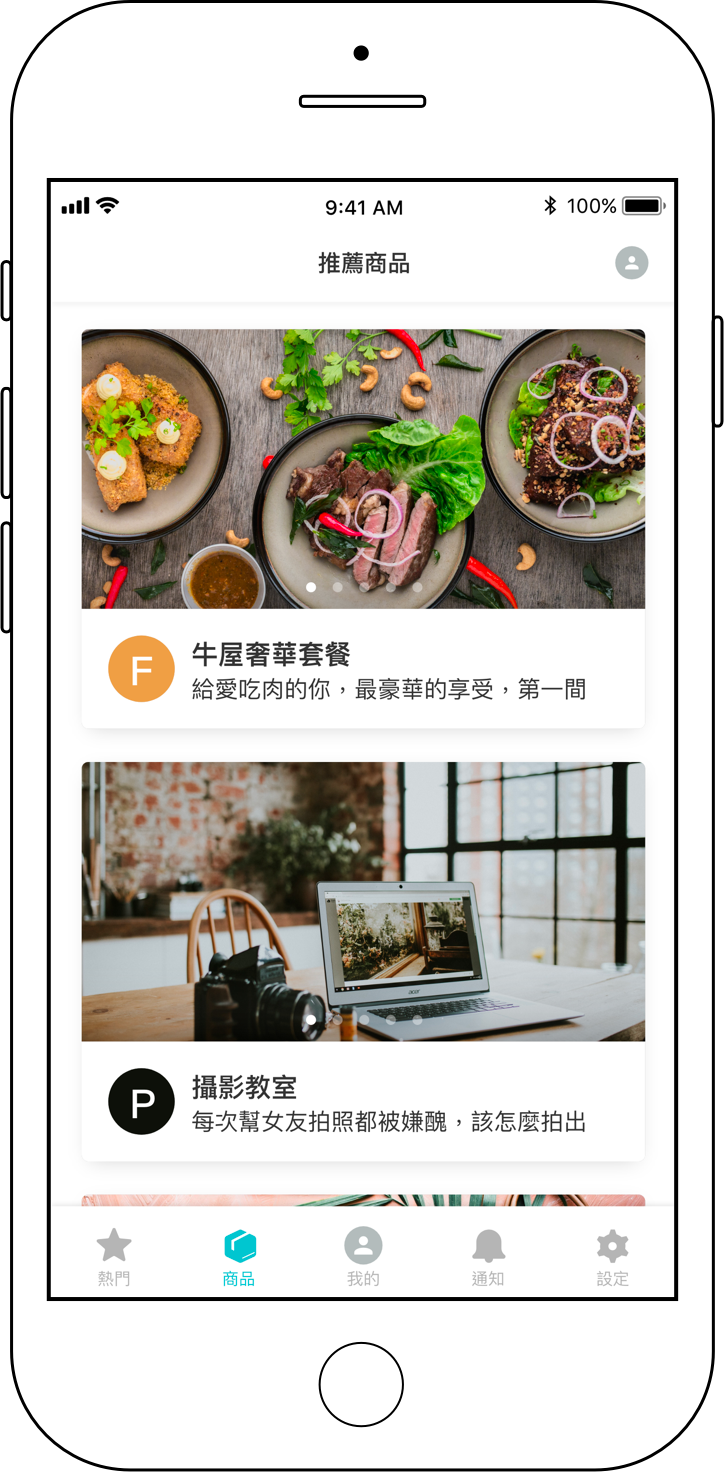 9:41 AM
100%
推薦商品
F
牛屋奢華套餐
給愛吃肉的你，最豪華的享受，第一間
acer
P
攝影教室
每次幫女友拍照都被嫌醜，該怎麼拍出
熱門
商品
我的
通知
設定